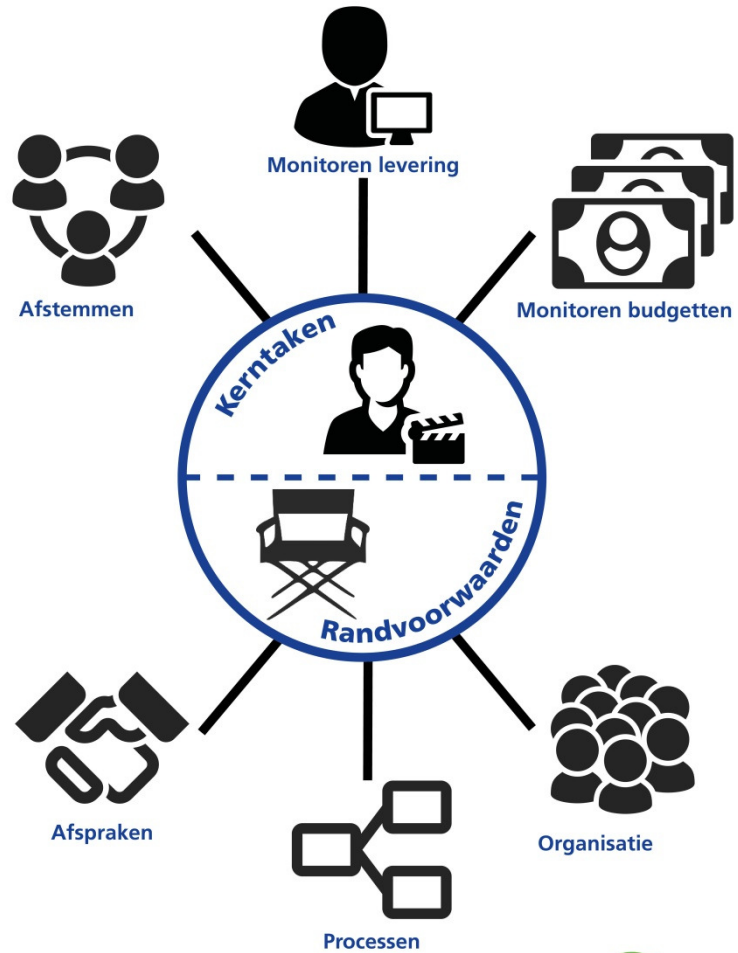 Monitoren levering
Afstemmen
Monitoren budgetten
Kerntaken
Randvoorwaarden
Afspraken
Organisatie
Processen